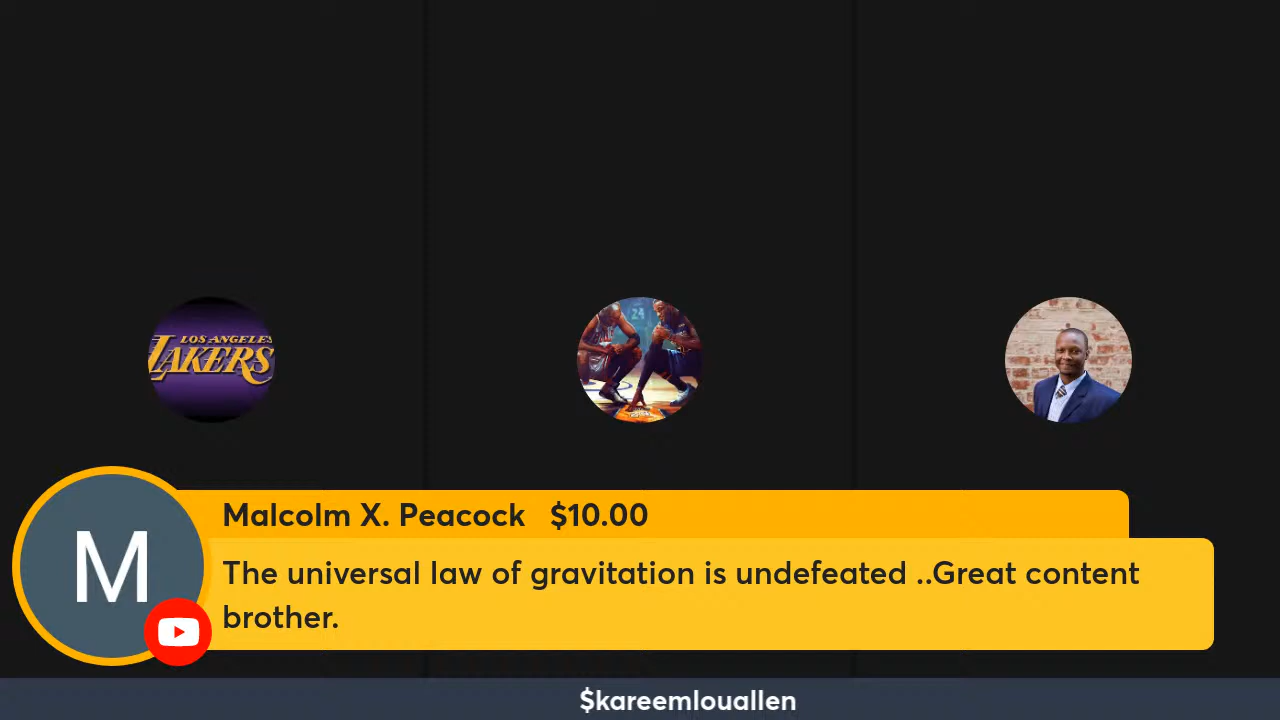 LOS ANGELES
LAKERS
24
Malcolm X. Peacock $10.00
The universal law of gravitation is undefeated ..Great content
brother.
M
$kareemlouallen